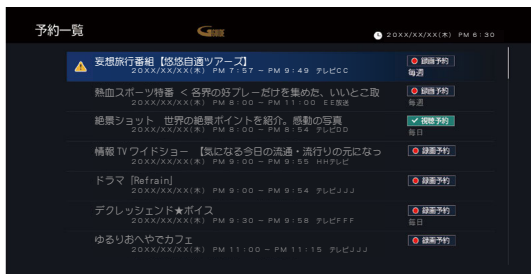 予約一覧
G GUIDE
20XX/XX/XX(木) PM 6:30
妄想旅行番組【悠悠自適ツアーズ】
録画予約
20XX/XX/XX(木) PM 7:57 － PM 9:49 テレビCC
毎週
熱血スポーツ特番 ＜各界の好プレーだけを集めた、いいとこ取
録画予約
20XX/XX/XX(木) PM 8:00 － PM 11:00 EE放送
毎週
絶景ショット　世界の絶景ポイントを紹介。感動の写真
視聴予約
20XX/XX/XX(木) PM 8:00 － PM 8:54 テレビDD
毎日
情報TVワイドショー 【気になる今日の流通・流行りの元になっ
録画予約
20XX/XX/XX(木) PM 9:00 － PM 9:55 HHテレビ
ドラマ「Refrain」
録画予約
20XX/XX/XX(木) PM 9:00 － PM 9:54 テレビJJJ
デクレッシェンド★ボイス
録画予約
20XX/XX/XX(木) PM 9:30 － PM 9:58 テレビFFF
毎日
ゆるりおへやでカフェ
録画予約
20XX/XX/XX(木) PM 11:00 － PM 11:15 テレビJJJ